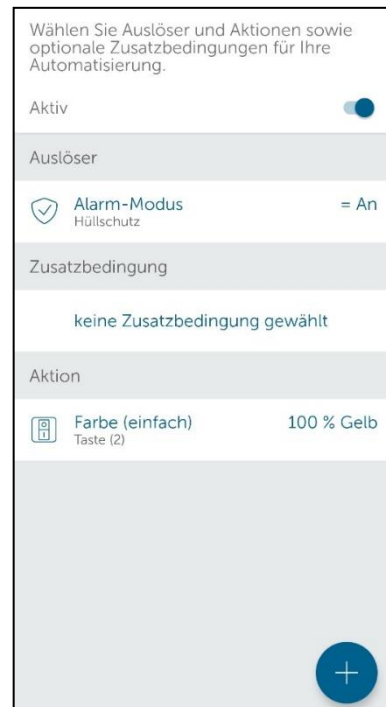 Wählen Sie Auslöser und Aktionen sowie
optionale Zusatzbedingungen für Ihre
Automatisierung.
Aktiv
Auslöser
Alarm-Modus = An
Hüllschutz
Zusatzbedingung
keine Zusatzbedingung gewählt
Aktion
Farbe (einfach) 100 % Gelb
Taste (2)